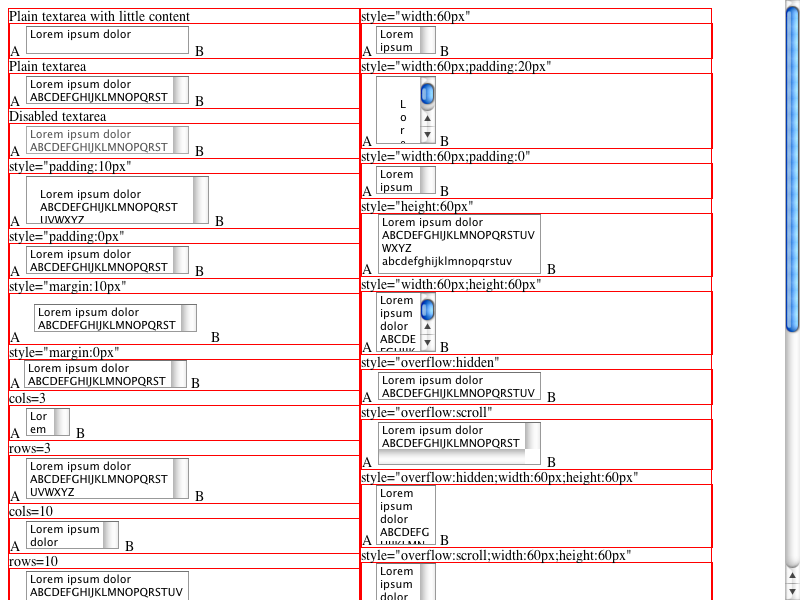 Plain textarea with little content
Lorem ipsum dolor
A B
Plain textarea
Lorem ipsum dolor
ABCDEFGHIJKLMNOPQRST
A B
Disabled textarea
Lorem ipsum dolor
ABCDEFGHIJKLMNOPQRST
A B
style="padding:10px"
Lorem ipsum dolor
ABCDEFGHIJKLMNOPQRST
UVWXYZ
A B
style="padding:0px"
Lorem ipsum dolor
ABCDEFGHIJKLMNOPQRST
A B
style="margin:10px"
Lorem ipsum dolor
ABCDEFGHIJKLMNOPQRST
A B
style="margin:0px"
Lorem ipsum dolor
ABCDEFGHIJKLMNOPQRST
A B
cols=3
Lor
em
A B
rows=3
Lorem ipsum dolor
ABCDEFGHIJKLMNOPQRST
UVWXYZ
A B
cols=10
Lorem ipsum
dolor
A B
rows=10
Lorem ipsum dolor
ABCDEFGHIJKLMNOPQRSTUV
style="width:60px"
Lorem
ipsum
A B
style="width:60px;padding:20px"
L
o
r
A B
style="width:60px;padding:0"
Lorem
ipsum
A B
style="height:60px"
Lorem ipsum dolor
ABCDEFGHIJKLMNOPQRSTUV
WXYZ
abcdefghijklmnopqrstuv
A B
style="width:60px;height:60px"
Lorem
ipsum
dolor
ABCDE
A B
style="overflow:hidden"
Lorem ipsum dolor
ABCDEFGHIJKLMNOPQRSTUV
A B
style="overflow:scroll"
Lorem ipsum dolor
ABCDEFGHIJKLMNOPQRST
A B
style="overflow:hidden;width:60px;height:60px"
Lorem
ipsum
dolor
ABCDEFG
A B
style="overflow:scroll;width:60px;height:60px"
Lorem
ipsum
dolor